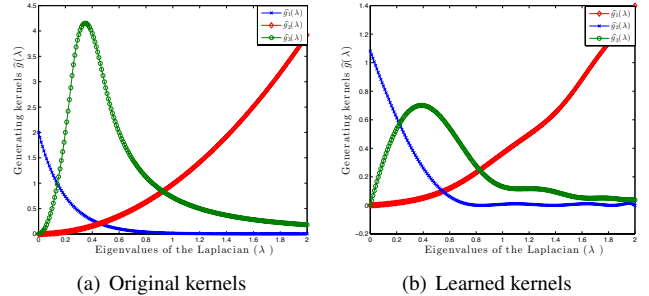 4.5
4
3.5
3
2.5
2
1.5
1
0.5
0
Generating kernels ĝ(λ)
0 0.2 0.4 0.6 0.8 1 1.2 1.4 1.6 1.8 2
Eigenvalues of the Laplacian (λ )
ĝ₁(λ)
ĝ₂(λ)
ĝ₃(λ)
(a) Original kernels
1.4
1.2
1
0.8
0.6
0.4
0.2
0
-0.2
Generating kernels ĝ(λ)
0 0.2 0.4 0.6 0.8 1 1.2 1.4 1.6 1.8 2
Eigenvalues of the Laplacian (λ )
ĝ₁(λ)
ĝ₂(λ)
ĝ₃(λ)
(b) Learned kernels